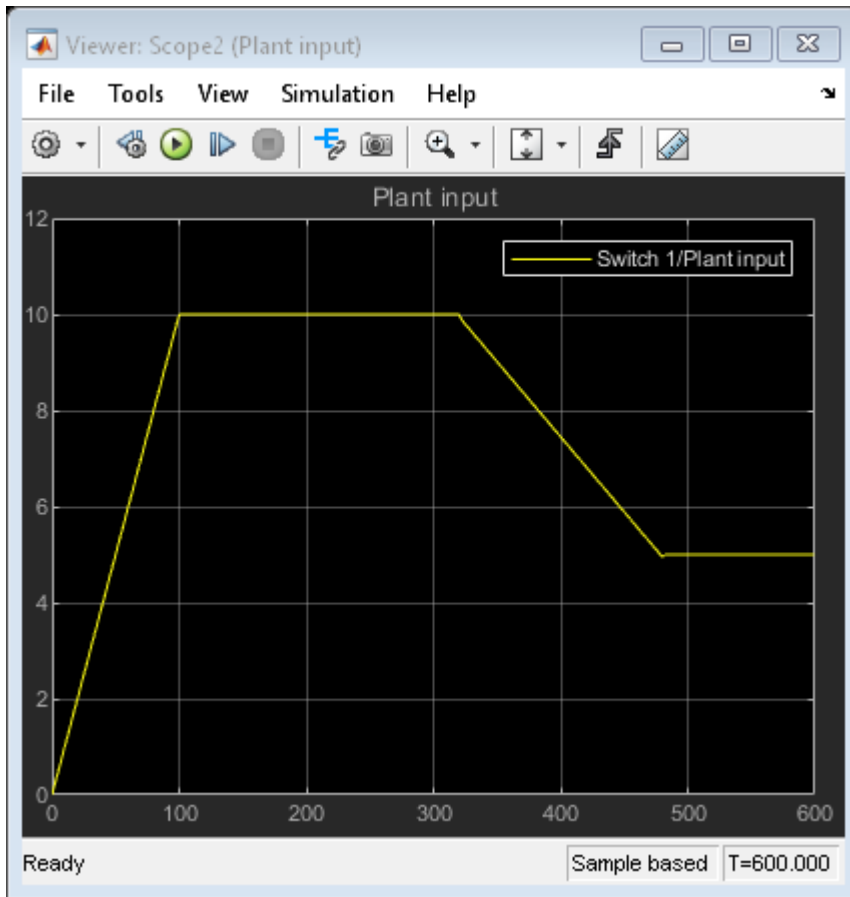 Viewer: Scope2 (Plant input)
File Tools View Simulation Help
Plant input
12
Switch 1/Plant input
10
8
6
4
2
0
0 100 200 300 400 500 600
Ready Sample based T=600.000